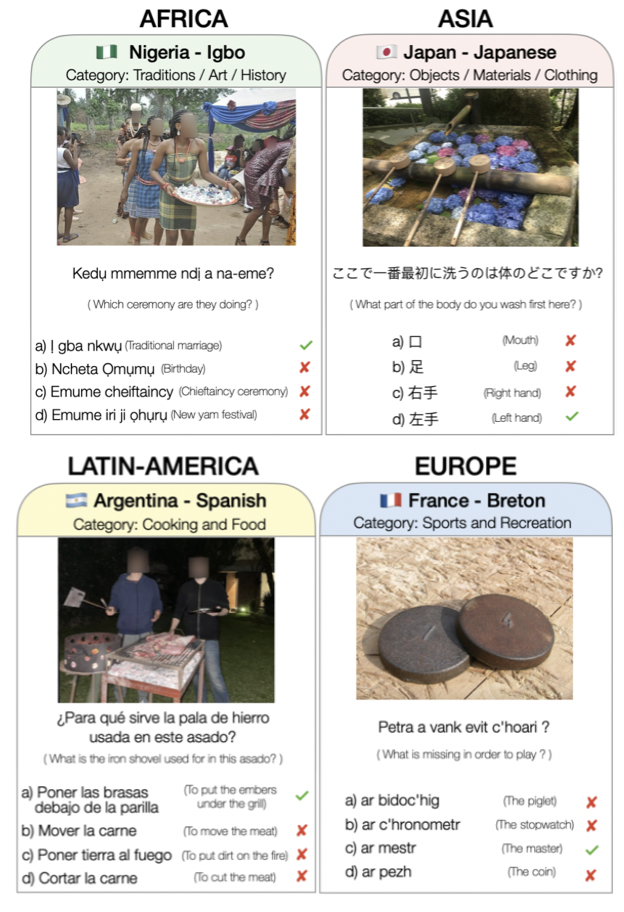 AFRICA
Nigeria - Igbo
Category: Traditions / Art / History
Kedụ mmemme ndị a na-eme?
( Which ceremony are they doing? )
a) Ị gba nkwụ (Traditional marriage)
b) Ncheta Ọmụmụ (Birthday)
c) Emume cheiftaincy (Chieftaincy ceremony)
d) Emume iri ji ọhụrụ (New yam festival)
ASIA
Japan - Japanese
Category: Objects / Materials / Clothing
ここで一番最初に洗うのは体のどこですか?
( What part of the body do you wash first here? )
a) 口 (Mouth)
b) 足 (Leg)
c) 右手 (Right hand)
d) 左手 (Left hand)
LATIN-AMERICA
Argentina - Spanish
Category: Cooking and Food
¿Para qué sirve la pala de hierro
usada en este asado?
( What is the iron shovel used for in this asado? )
a) Poner las brasas (To put the embers
debajo de la parilla under the grill)
b) Mover la carne (To move the meat)
c) Poner tierra al fuego (To put dirt on the fire)
d) Cortar la carne (To cut the meat)
EUROPE
France - Breton
Category: Sports and Recreation
Petra a vank evit c'hoari ?
( What is missing in order to play ? )
a) ar bidoc'hig (The piglet)
b) ar c'hronometr (The stopwatch)
c) ar mestr (The master)
d) ar pezh (The coin)